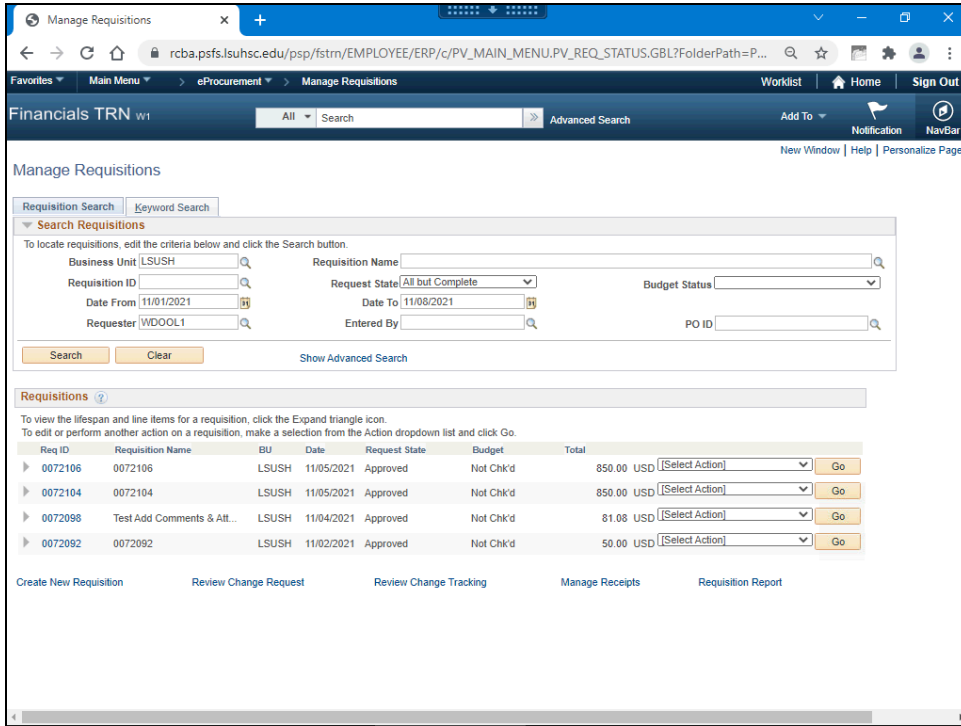 Manage Requisitions
rcba.psfs.lsuhsc.edu/psp/fstrn/EMPLOYEE/ERP/c/PV_MAIN_MENU.PV_REQ_STATUS.GBL?FolderPath=P...
Favorites Main Menu > eProcurement > Manage Requisitions Worklist Home Sign Out
Financials TRN W1 All Search » Advanced Search Add To Notification NavBar
New Window | Help | Personalize Page
Manage Requisitions
Requisition Search Keyword Search
Search Requisitions
To locate requisitions, edit the criteria below and click the Search button.
Business Unit LSUSH Requisition Name
Requisition ID Request State All but Complete Budget Status
Date From 11/01/2021 Date To 11/08/2021
Requester WDOOL1 Entered By PO ID
Search Clear Show Advanced Search
Requisitions ?
To view the lifespan and line items for a requisition, click the Expand triangle icon.
To edit or perform another action on a requisition, make a selection from the Action dropdown list and click Go.
Req ID Requisition Name BU Date Request State Budget Total
0072106 0072106 LSUSH 11/05/2021 Approved Not Chk'd 850.00 USD [Select Action] Go
0072104 0072104 LSUSH 11/05/2021 Approved Not Chk'd 850.00 USD [Select Action] Go
0072098 Test Add Comments & Att... LSUSH 11/04/2021 Approved Not Chk'd 81.08 USD [Select Action] Go
0072092 0072092 LSUSH 11/02/2021 Approved Not Chk'd 50.00 USD [Select Action] Go
Create New Requisition Review Change Request Review Change Tracking Manage Receipts Requisition Report